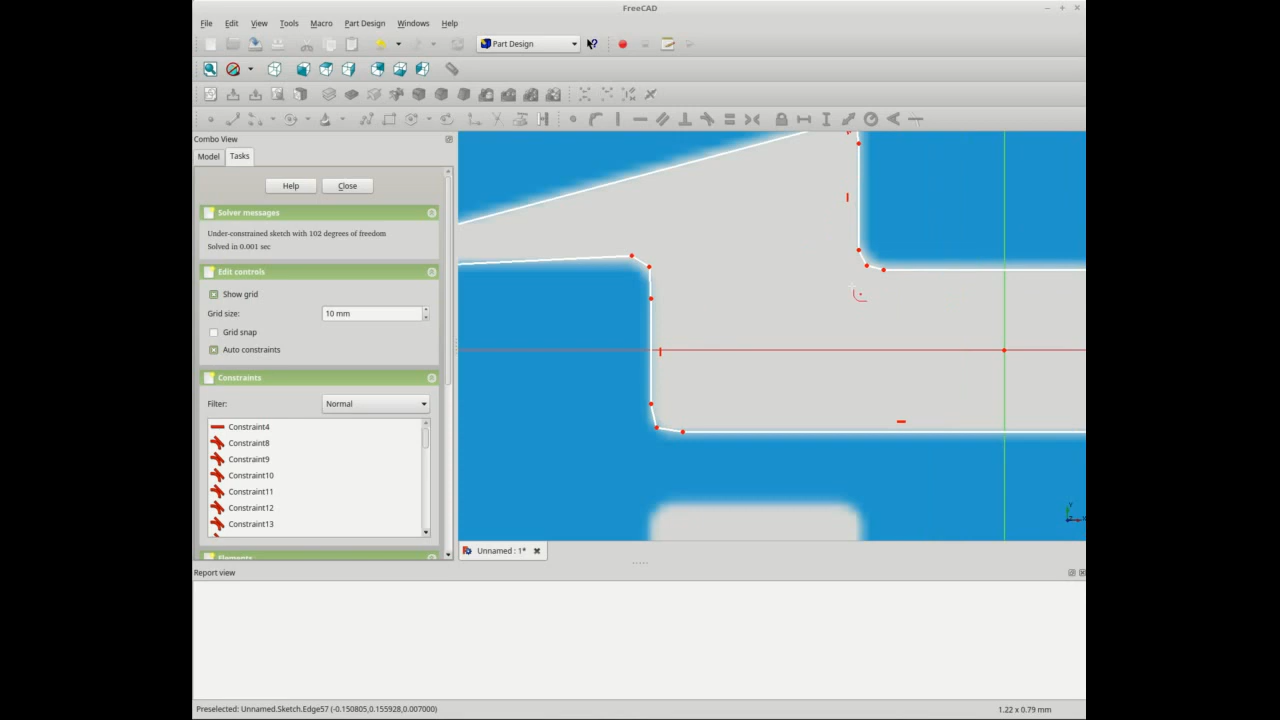 FreeCAD
File Edit View Tools Macro Part Design Windows Help
Part Design
Combo View
Model Tasks
Help Close
Solver messages
Under-constrained sketch with 102 degrees of freedom
Solved in 0.001 sec
Edit controls
Show grid
Grid size: 10 mm
Grid snap
Auto constraints
Constraints
Filter: Normal
Constraint4
Constraint8
Constraint9
Constraint10
Constraint11
Constraint12
Constraint13
Elements
Y
Unnamed : 1*
Report view
Preselected: Unnamed.Sketch.Edge57 (-0.150805,0.155928,0.007000) 1.22 x 0.79 mm